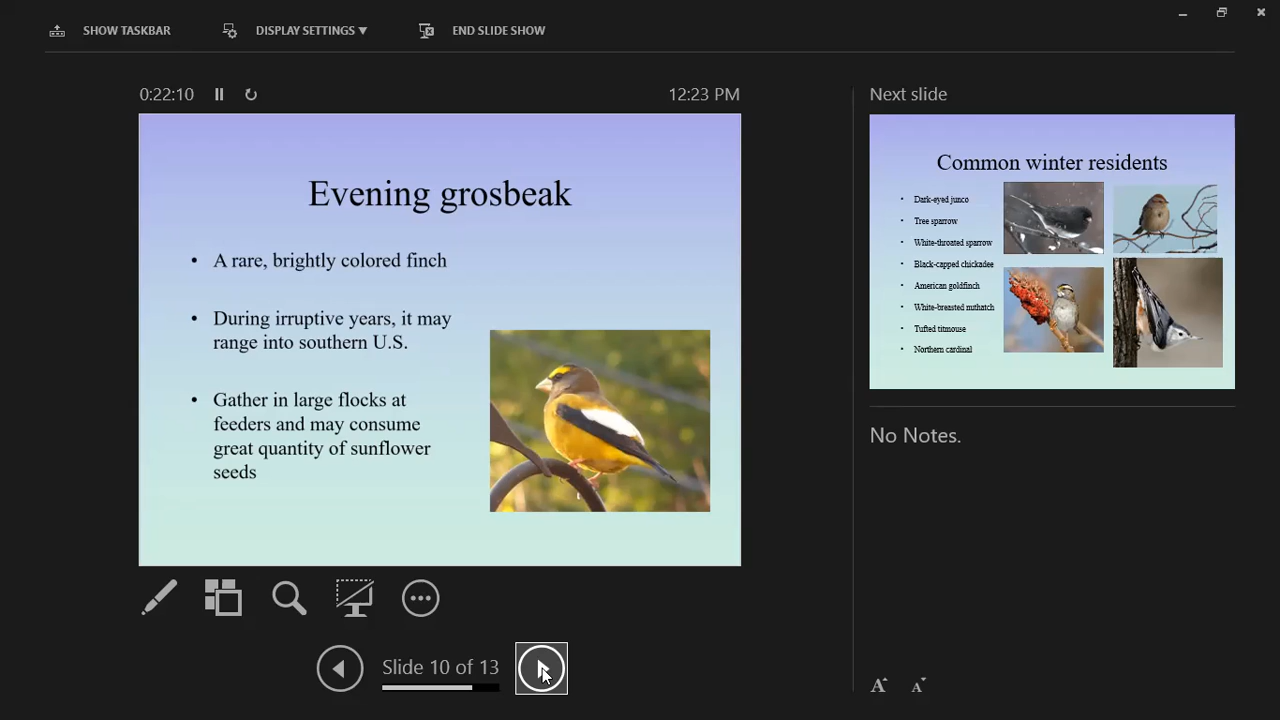 SHOW TASKBAR
DISPLAY SETTINGS ▼
END SLIDE SHOW
0:22:10
12:23 PM
Evening grosbeak
• A rare, brightly colored finch
• During irruptive years, it may
range into southern U.S.
• Gather in large flocks at
feeders and may consume
great quantity of sunflower
seeds
Slide 10 of 13
Next slide
Common winter residents
• Dark-eyed junco
• Tree sparrow
• White-throated sparrow
• Black-capped chickadee
• American goldfinch
• White-breasted nuthatch
• Tufted titmouse
• Northern cardinal
No Notes.
A A